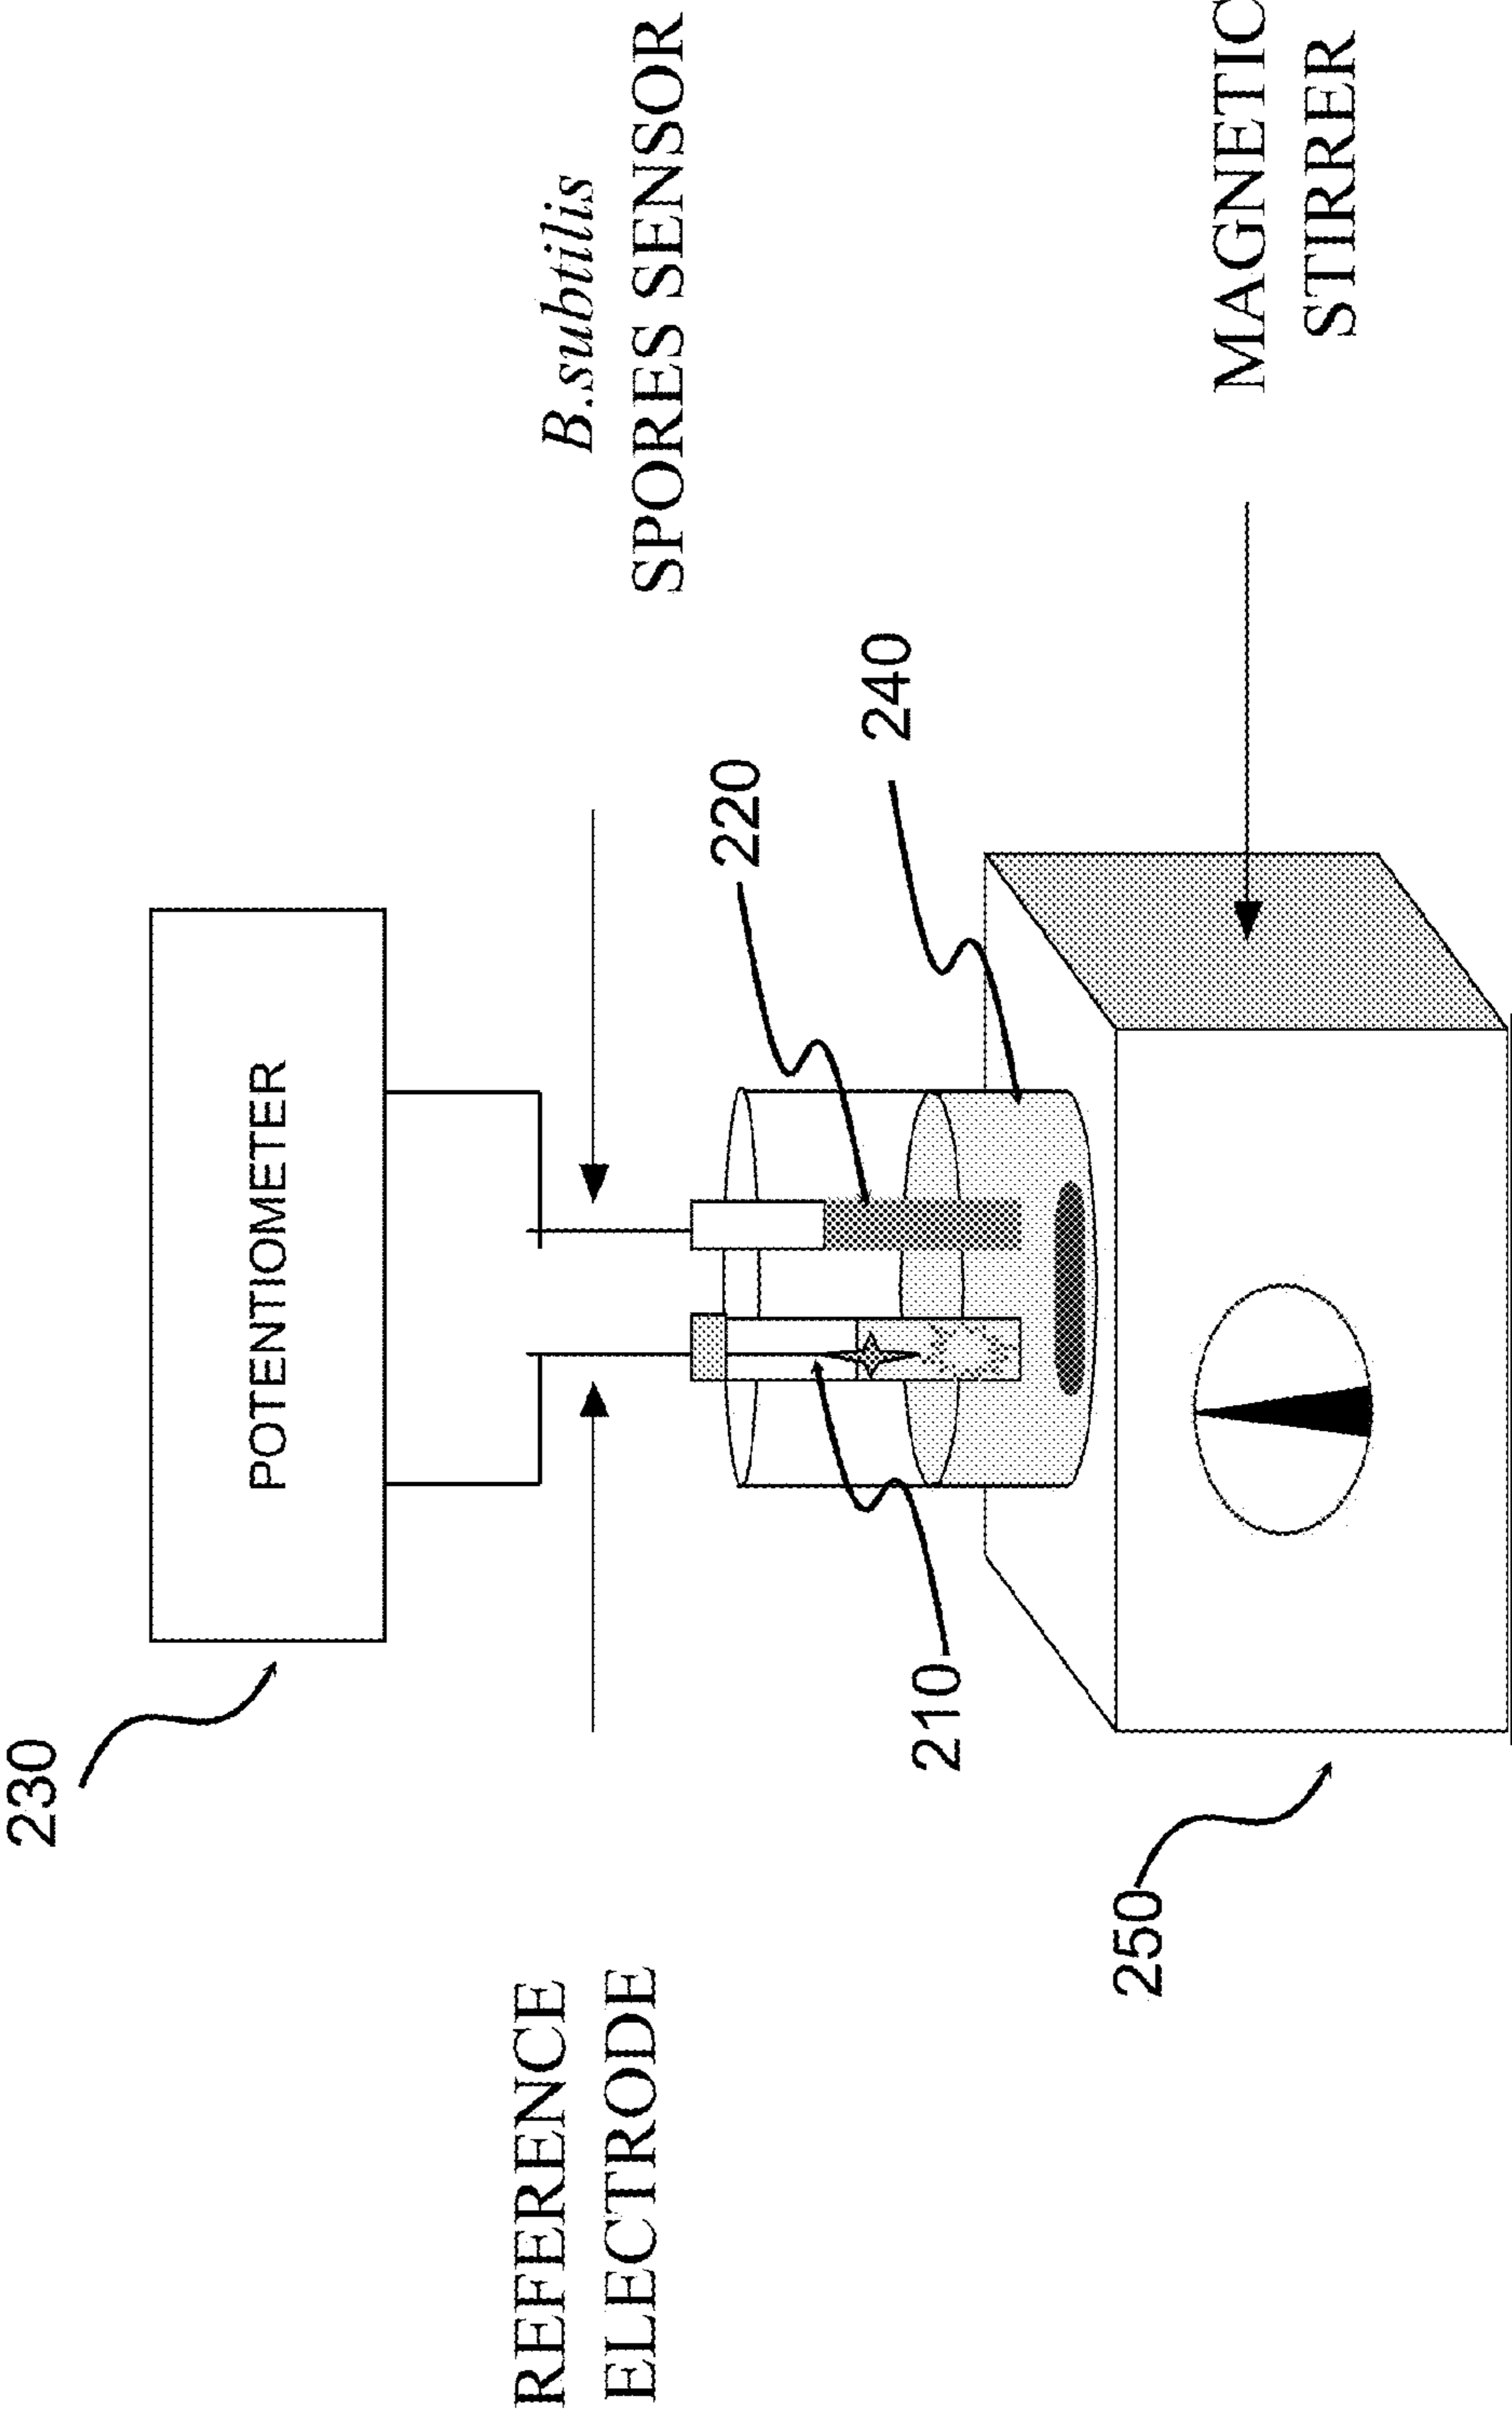 230
POTENTIOMETER
REFERENCE
ELECTRODE
B.subtilis
SPORES SENSOR
220
210
240
250
MAGNETIC
STIRRER